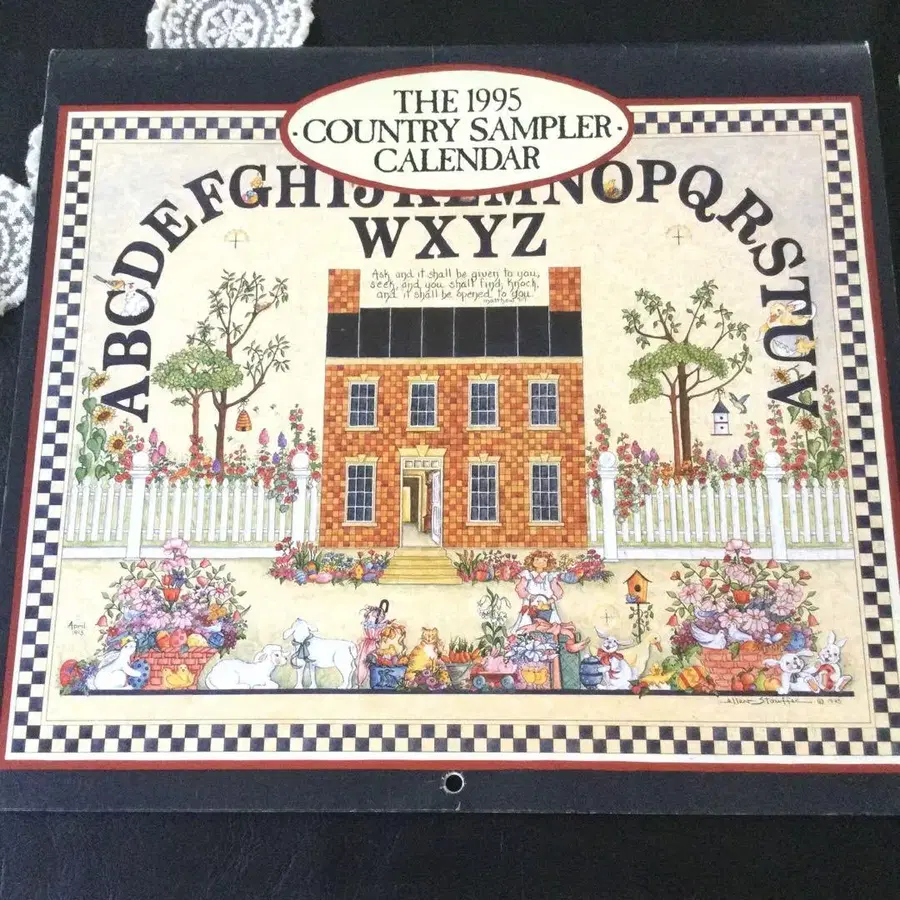 THE 1995
· COUNTRY SAMPLER ·
CALENDAR
ABCDEFGHIJKLMNOPQRSTUV
WXYZ
Ask and it shall be given to you,
seek, and you shall find, knock,
and it shall be opened to you.
April